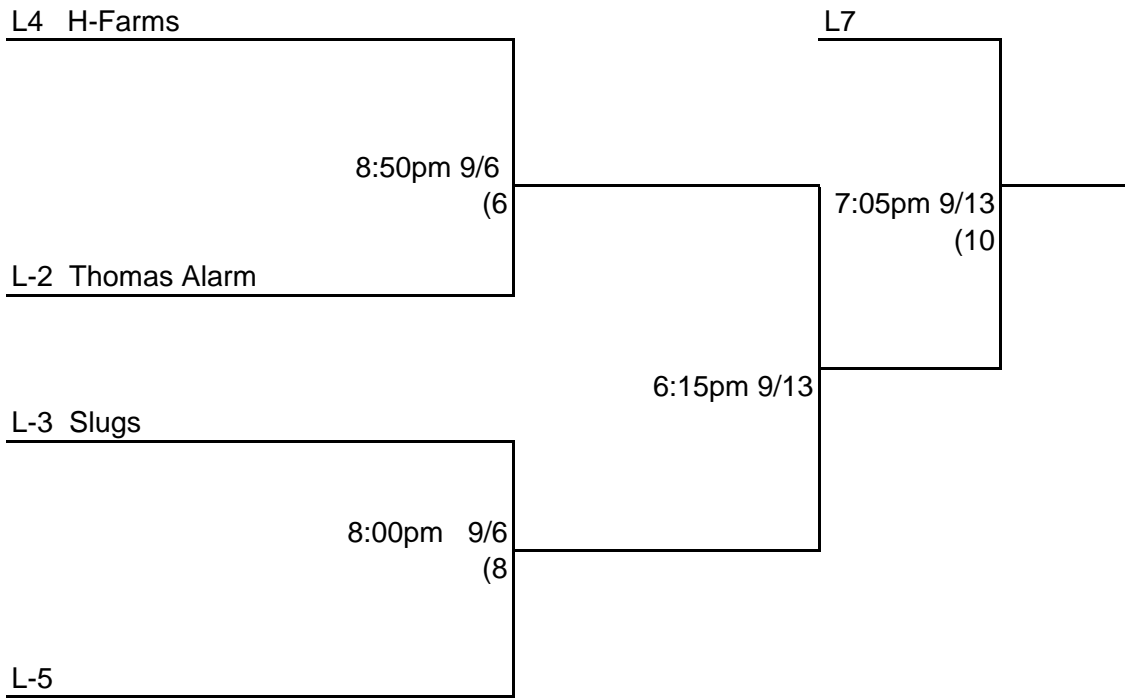 L4 H-Farms
L7
8:50pm 9/6
(6
7:05pm 9/13
(10
L-2 Thomas Alarm
6:15pm 9/13
L-3 Slugs
8:00pm 9/6
(8
L-5